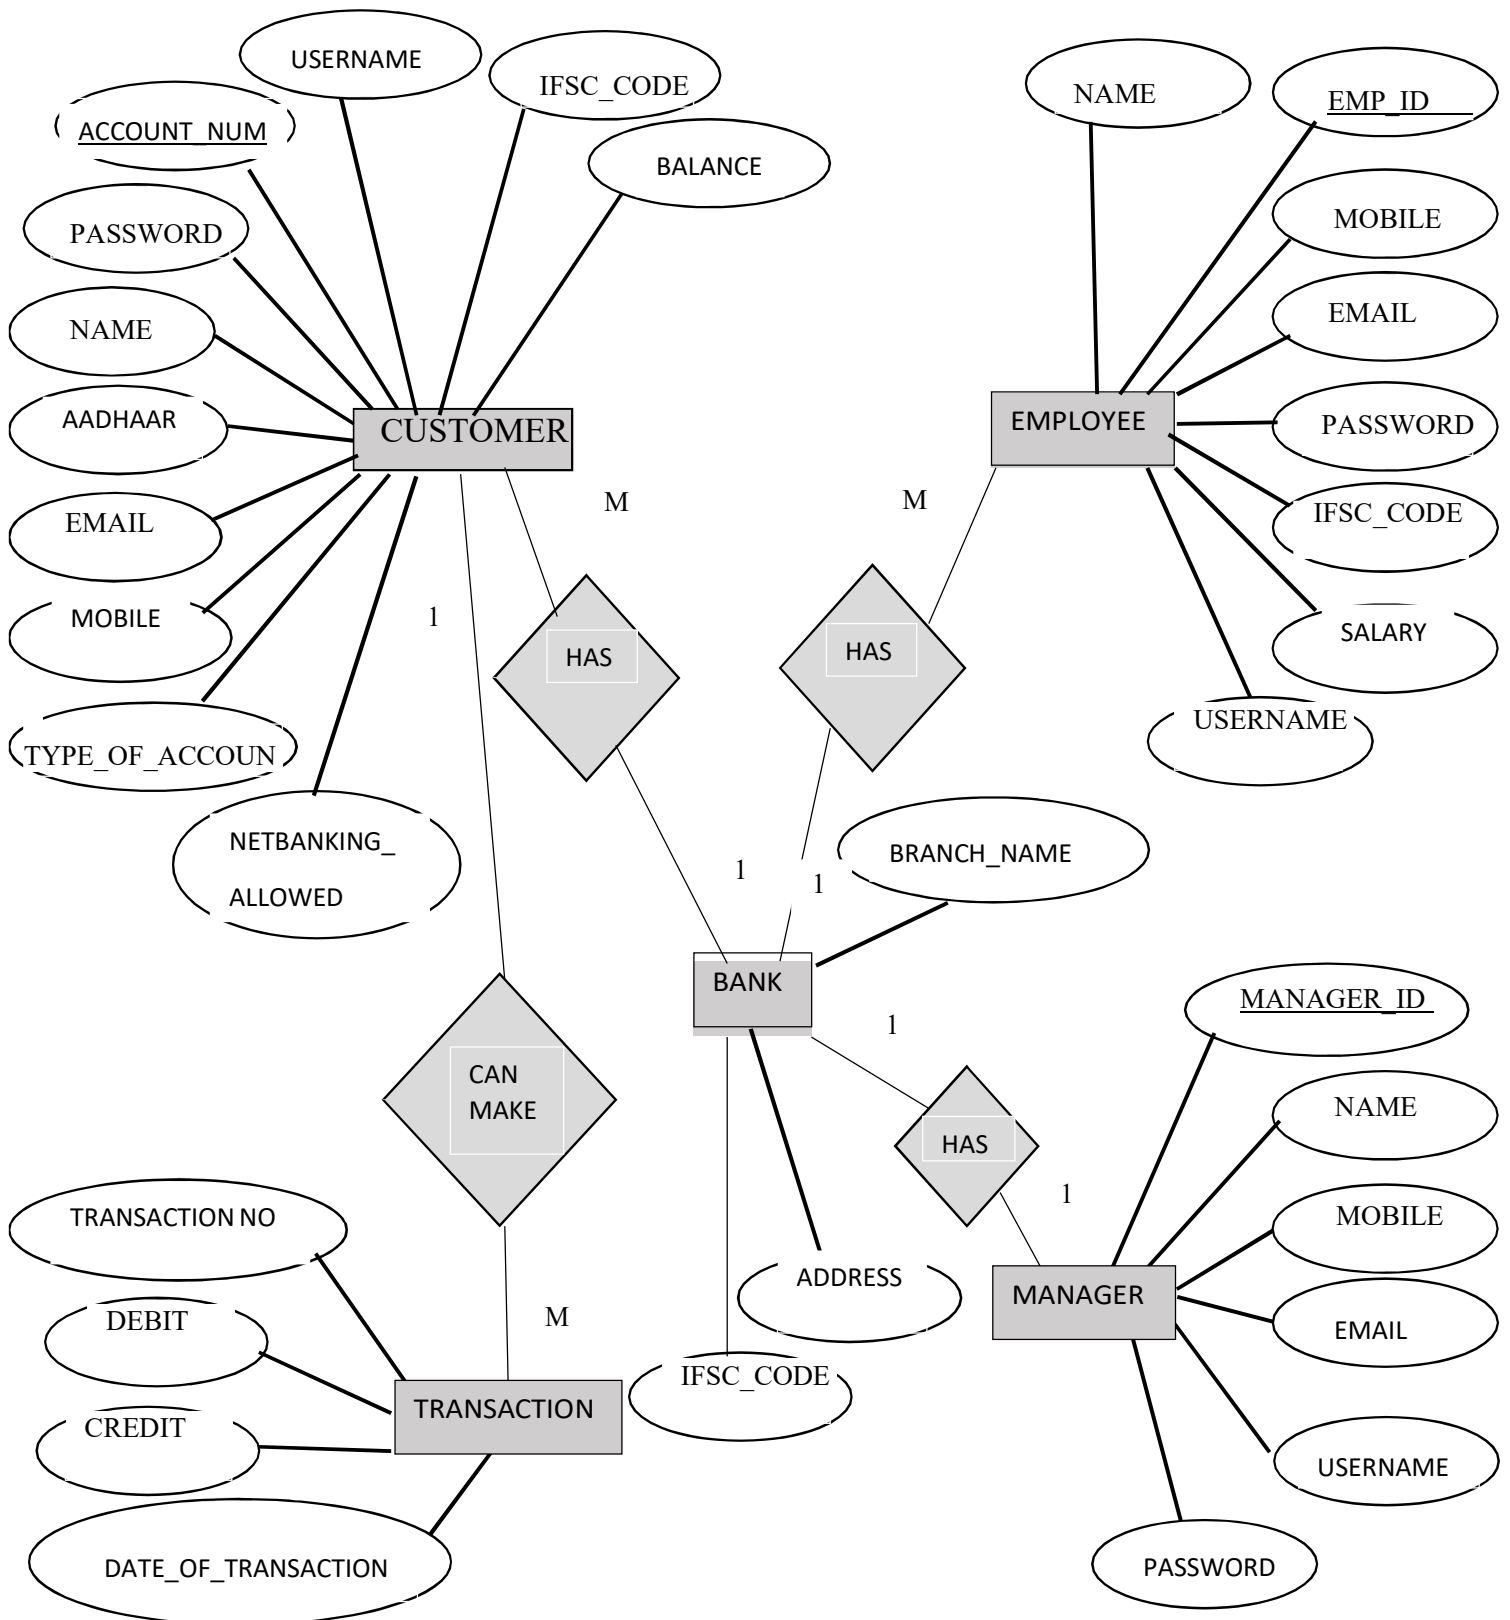 USERNAME
IFSC_CODE
NAME
EMP_ID
ACCOUNT_NUM
BALANCE
PASSWORD
MOBILE
NAME
EMAIL
AADHAAR
CUSTOMER
EMPLOYEE
PASSWORD
M
M
EMAIL
IFSC_CODE
MOBILE
1
HAS
HAS
SALARY
USERNAME
TYPE_OF_ACCOUN
NETBANKING_
ALLOWED
1
1
BRANCH_NAME
BANK
MANAGER_ID
1
CAN
MAKE
NAME
HAS
1
TRANSACTION NO
MOBILE
ADDRESS
MANAGER
DEBIT
M
EMAIL
IFSC_CODE
TRANSACTION
CREDIT
USERNAME
DATE_OF_TRANSACTION
PASSWORD